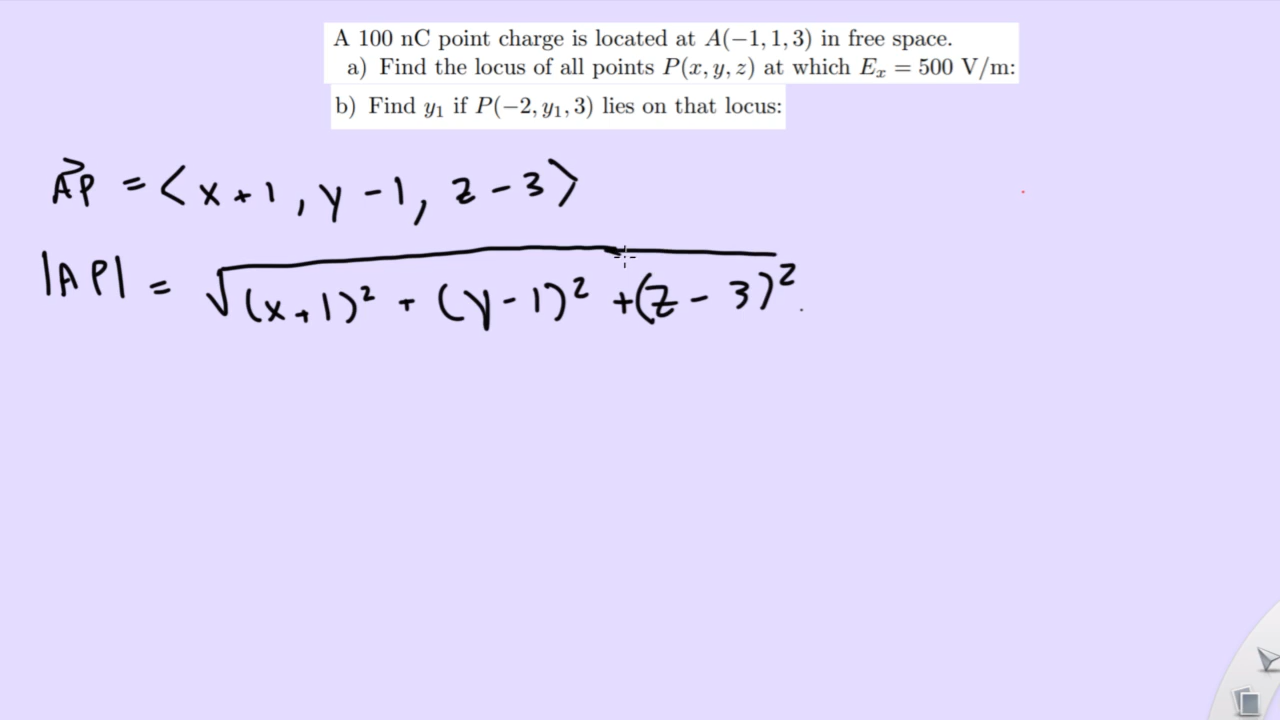 A 100 nC point charge is located at A(−1, 1, 3) in free space.
a) Find the locus of all points P(x, y, z) at which Eₓ = 500 V/m:
b) Find y₁ if P(−2, y₁, 3) lies on that locus:
A⃗P = <x+1, y−1, z−3>
|AP| = √((x+1)² + (y−1)² + (z−3)²)